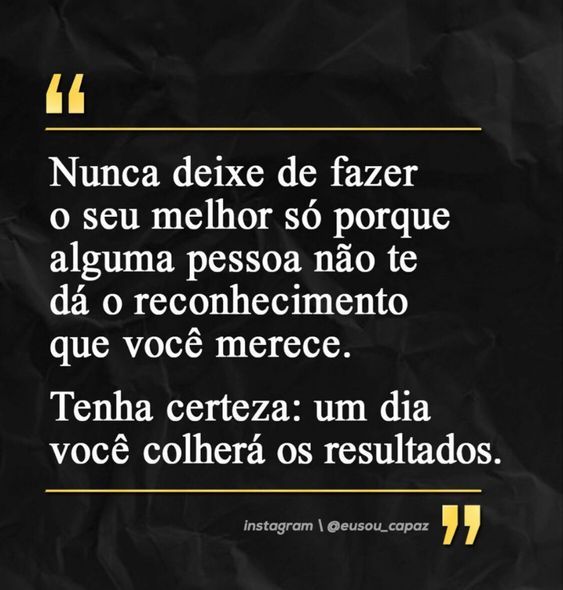 “
Nunca deixe de fazer
o seu melhor só porque
alguma pessoa não te
dá o reconhecimento
que você merece.
Tenha certeza: um dia
você colherá os resultados.
instagram \ @eusou_capaz
”